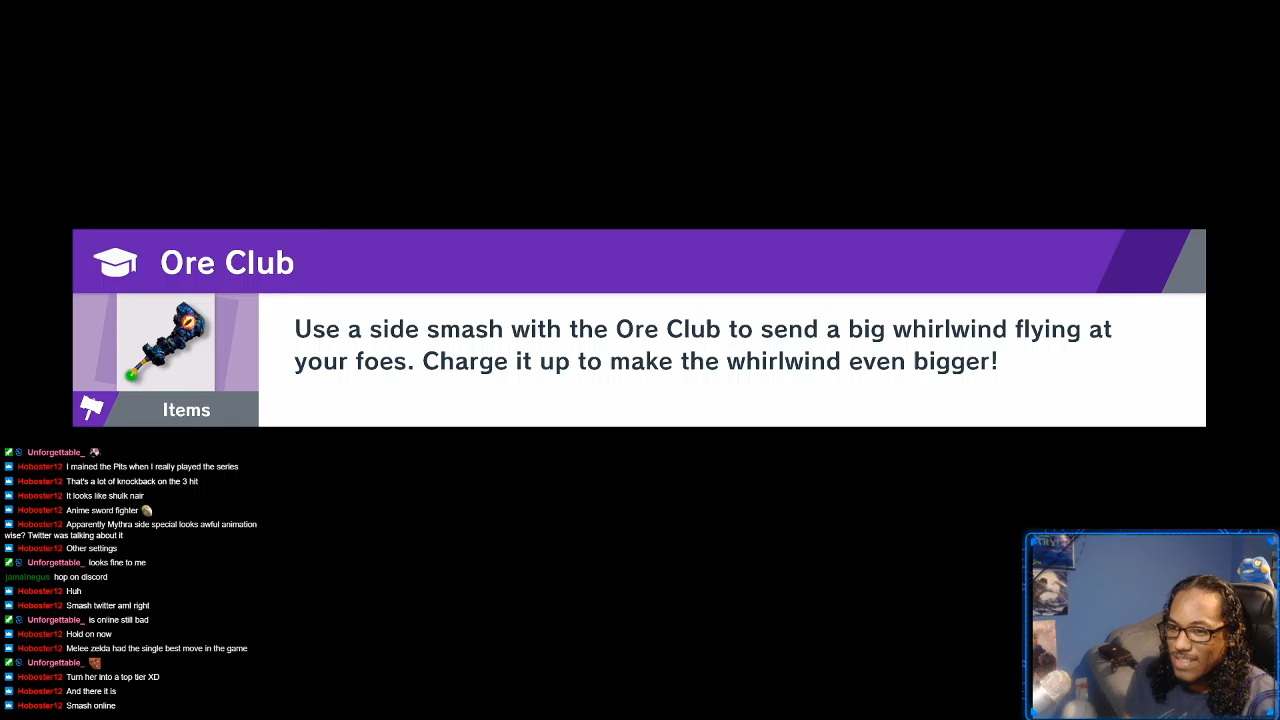 Ore Club
Use a side smash with the Ore Club to send a big whirlwind flying at
your foes. Charge it up to make the whirlwind even bigger!
Items
Unforgettable_
Hoboster12 I mained the Pits when I really played the series
Hoboster12 That's a lot of knockback on the 3 hit
Hoboster12 It looks like shulk nair
Hoboster12 Anime sword fighter
Hoboster12 Apparently Mythra side special looks awful animation
wise? Twitter was talking about it
Hoboster12 Other settings
Unforgettable_ looks fine to me
jamalnegus hop on discord
Hoboster12 Huh
Hoboster12 Smash twitter amI right
Unforgettable_ is online still bad
Hoboster12 Hold on now
Hoboster12 Melee zelda had the single best move in the game
Unforgettable_
Hoboster12 Turn her into a top tier XD
Hoboster12 And there it is
Hoboster12 Smash online